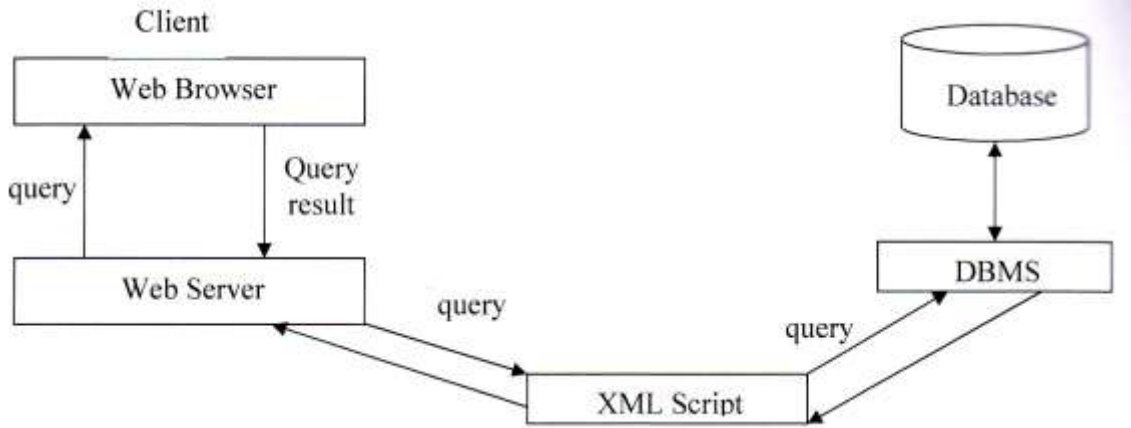 Client
Web Browser
Database
query
Query
result
DBMS
Web Server
query
query
XML Script